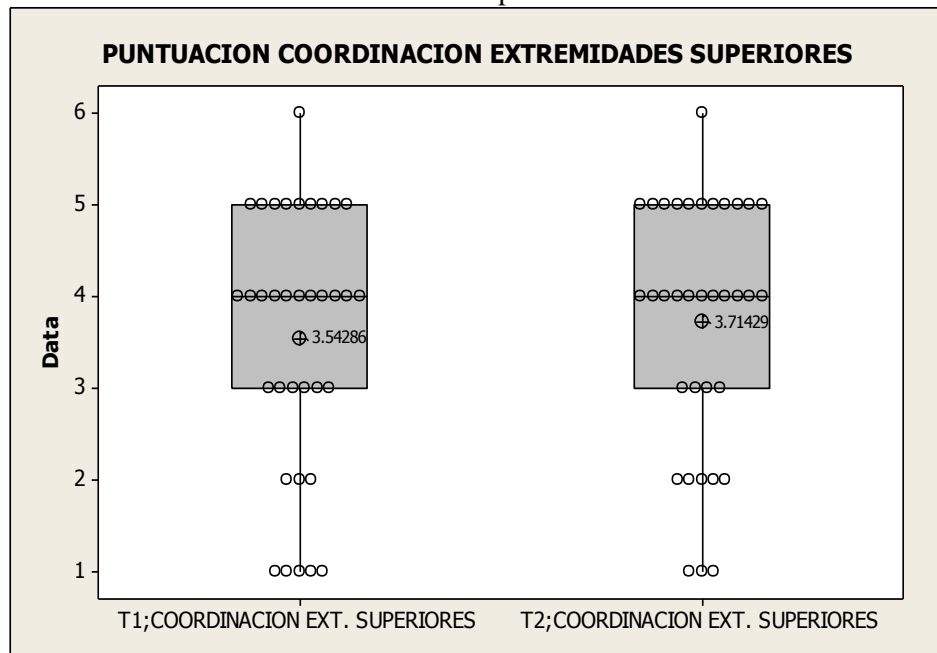 PUNTUACION COORDINACION EXTREMIDADES SUPERIORES
6
5
4
3
2
1
Data
3.54286
3.71429
T1;COORDINACION EXT. SUPERIORES
T2;COORDINACION EXT. SUPERIORES